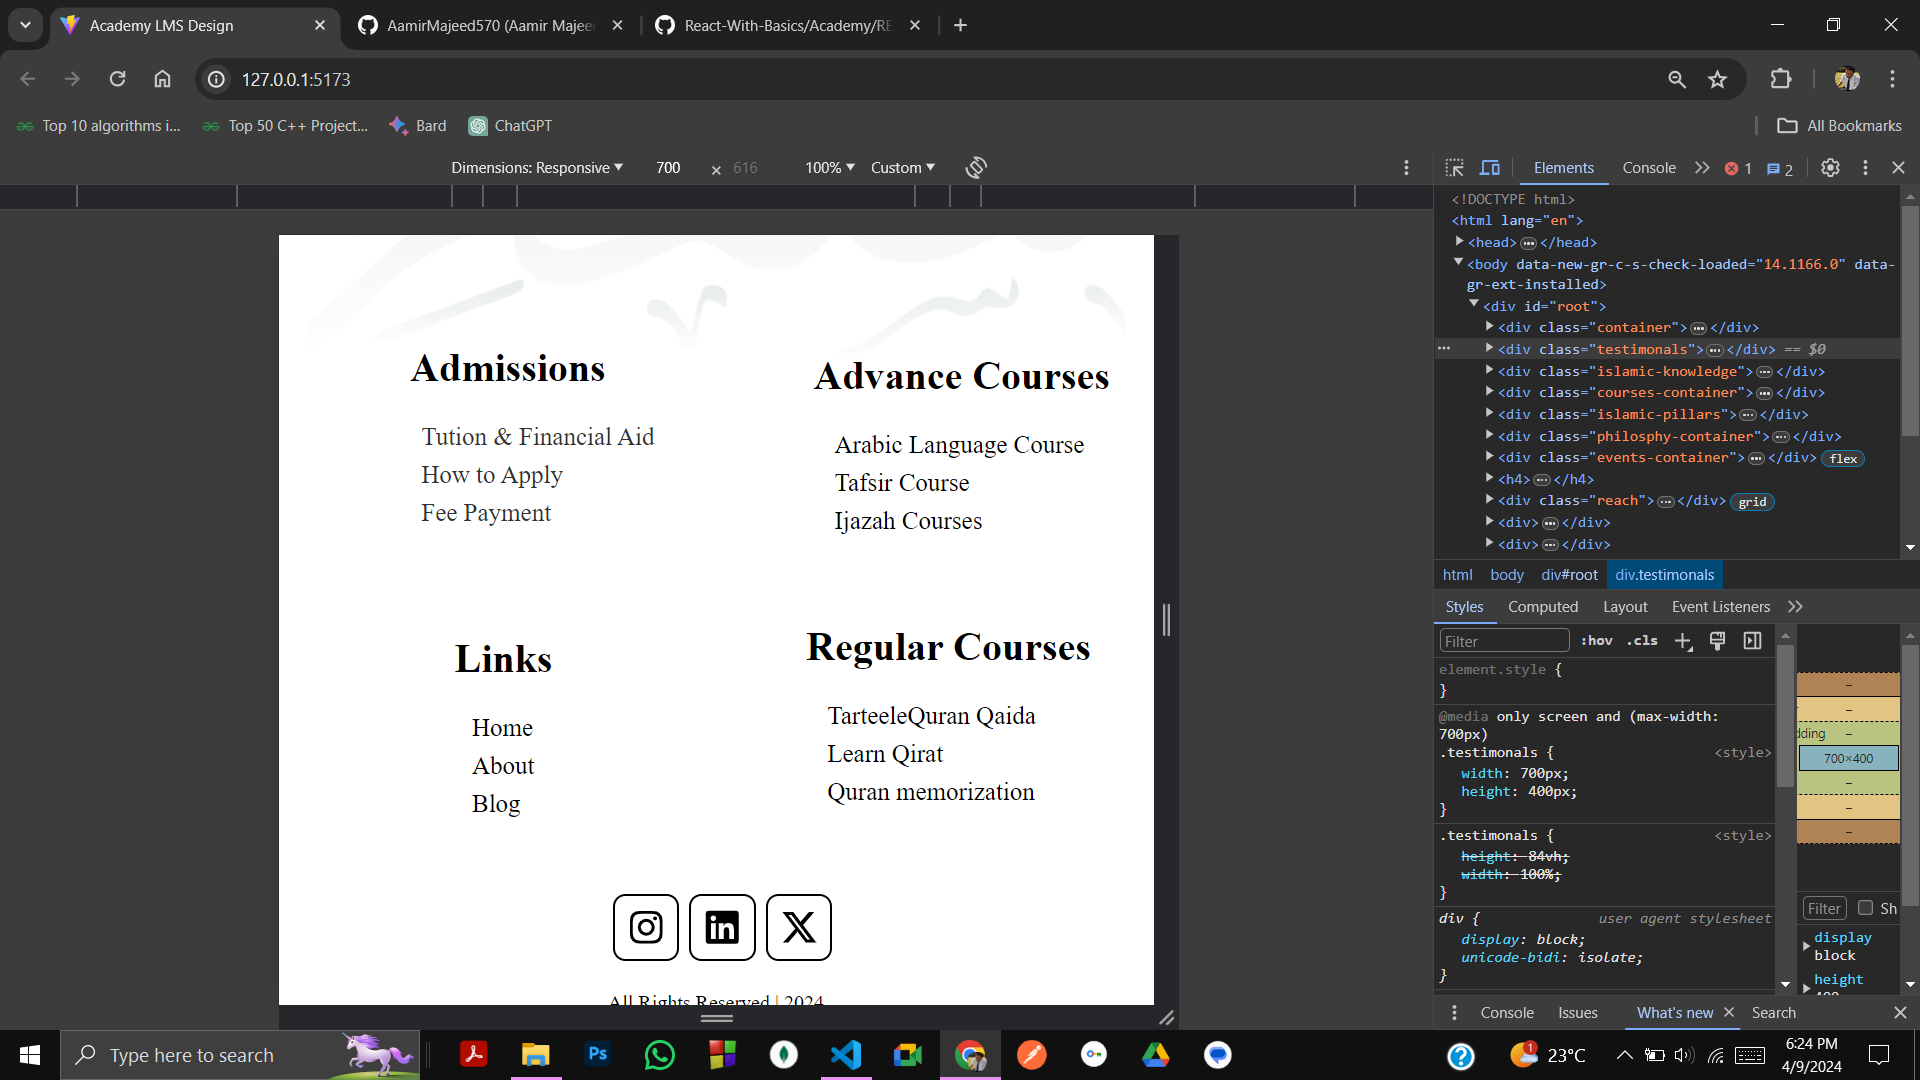 Academy LMS Design
AamirMajeed570 (Aamir Majee
React-With-Basics/Academy/RE
127.0.0.1:5173
Top 10 algorithms i...
Top 50 C++ Project...
Bard
ChatGPT
All Bookmarks
Dimensions: Responsive
700 × 616
100%
Custom
Elements
Console
1
2
<!DOCTYPE html>
<html lang="en">
<head> ••• </head>
<body data-new-gr-c-s-check-loaded="14.1166.0" data-
gr-ext-installed>
<div id="root">
<div class="container"> ••• </div>
<div class="testimonals"> ••• </div> == $0
<div class="islamic-knowledge"> ••• </div>
<div class="courses-container"> ••• </div>
<div class="islamic-pillars"> ••• </div>
<div class="philosphy-container"> ••• </div>
<div class="events-container"> ••• </div> flex
<h4> ••• </h4>
<div class="reach"> ••• </div> grid
<div> ••• </div>
<div> ••• </div>
html body div#root div.testimonals
Styles Computed Layout Event Listeners
Filter :hov .cls
element.style {
}
@media only screen and (max-width:
700px)
.testimonals { <style>
width: 700px;
height: 400px;
}
.testimonals { <style>
height: 84vh;
width: 100%;
}
div { user agent stylesheet
display: block;
unicode-bidi: isolate;
}
–
–
dding –
700×400
–
–
–
Filter Sh
display
block
height
Console Issues What's new Search
Admissions
Tution & Financial Aid
How to Apply
Fee Payment
Advance Courses
Arabic Language Course
Tafsir Course
Ijazah Courses
Links
Home
About
Blog
Regular Courses
TarteeleQuran Qaida
Learn Qirat
Quran memorization
All Rights Reserved | 2024
Type here to search
Ps
1
23°C
6:24 PM
4/9/2024